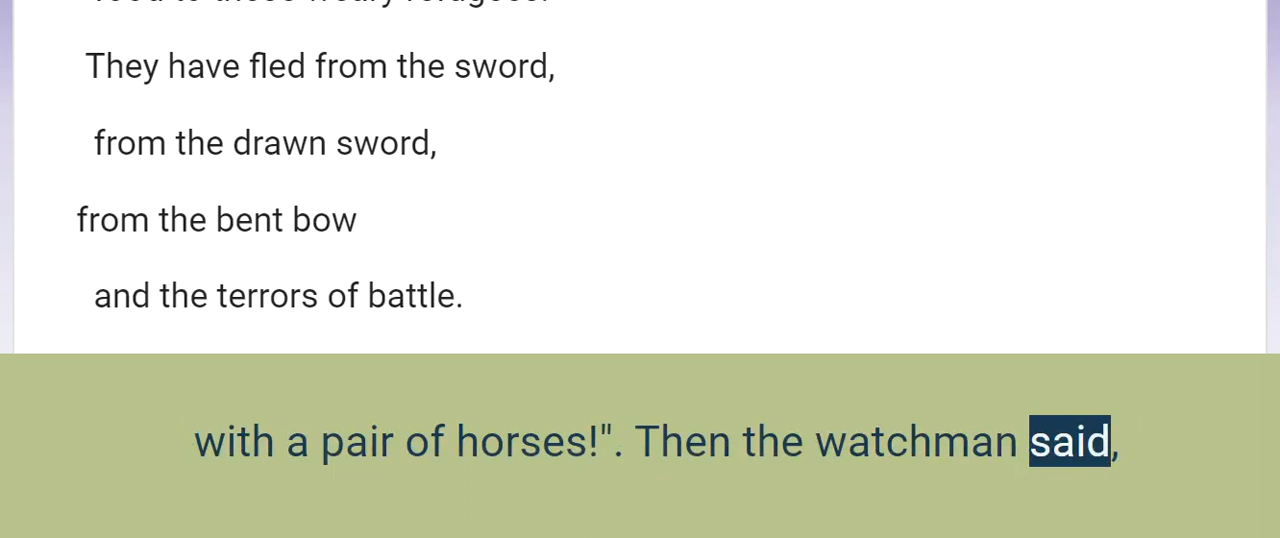 They have fled from the sword,
from the drawn sword,
from the bent bow
and the terrors of battle.
with a pair of horses!". Then the watchman said,